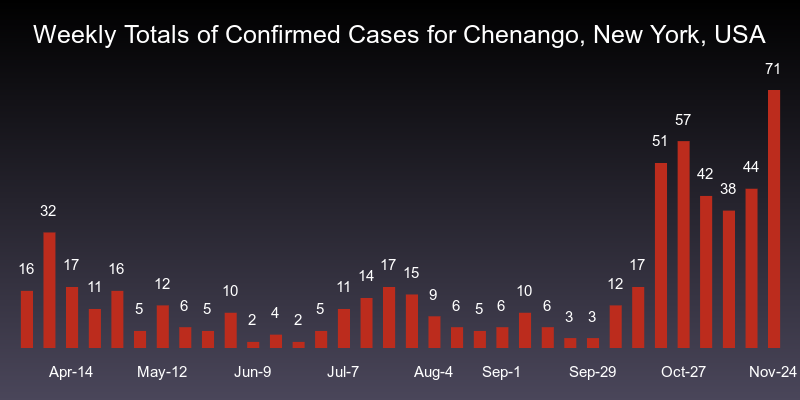 Weekly Totals of Confirmed Cases for Chenango, New York, USA
16 32 17 11 16 5 12 6 5 10 2 4 2 5 11 14 17 15 9 6 5 6 10 6 3 3 12 17 51 57 42 38 44 71
Apr-14 May-12 Jun-9 Jul-7 Aug-4 Sep-1 Sep-29 Oct-27 Nov-24